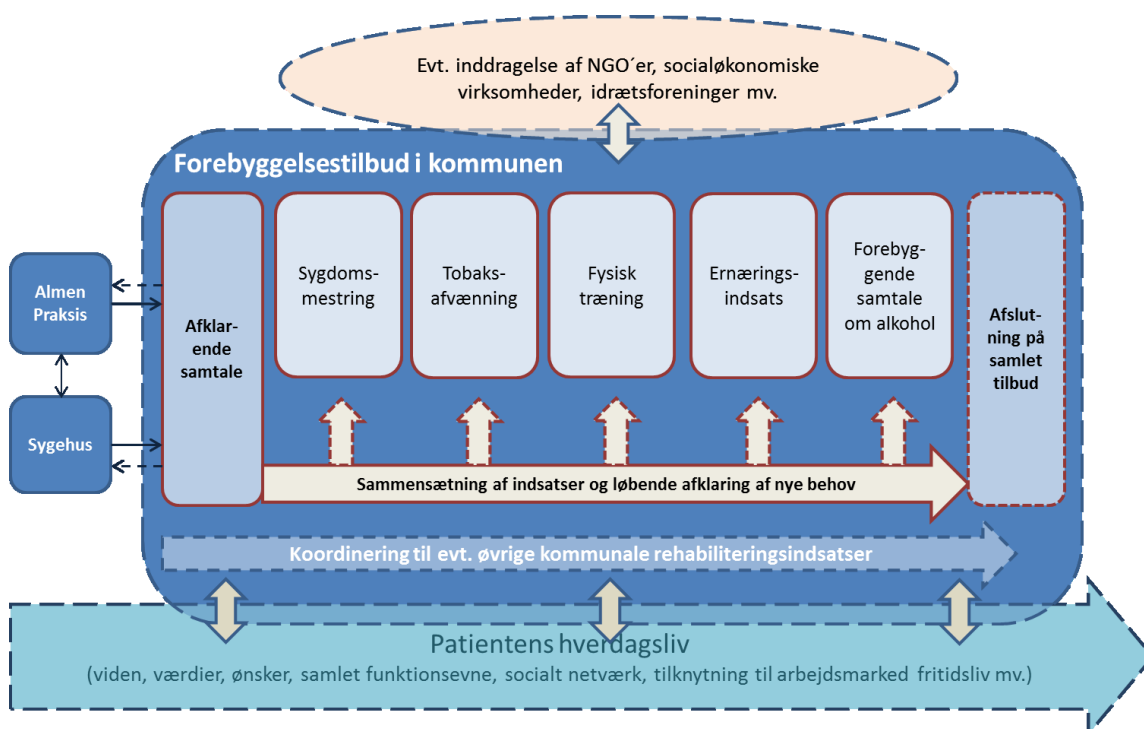 Evt. inddragelse af NGO´er, socialøkonomiske
virksomheder, idrætsforeninger mv.
Forebyggelsestilbud i kommunen
Almen
Praksis
Sygehus
Afklar-
ende
samtale
Sygdoms-
mestring
Tobaks-
afvænning
Fysisk
træning
Ernærings-
indsats
Foreby-
ggende
samtale
om alkohol
Afslut-
ning på
samlet
tilbud
Sammensætning af indsatser og løbende afklaring af nye behov
Koordinering til evt. øvrige kommunale rehabiliteringsindsatser
Patientens hverdagsliv
(viden, værdier, ønsker, samlet funktionsevne, socialt netværk, tilknytning til arbejdsmarked fritidsliv mv.)